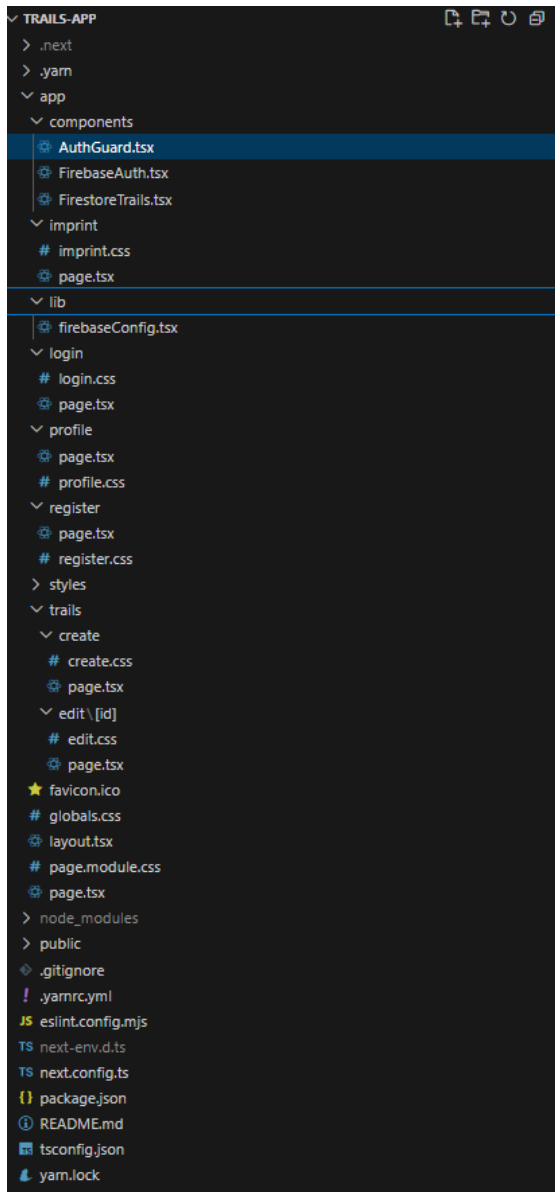 TRAILS-APP
.next
.yarn
app
components
AuthGuard.tsx
FirebaseAuth.tsx
FirestoreTrails.tsx
imprint
# imprint.css
page.tsx
lib
firebaseConfig.tsx
login
# login.css
page.tsx
profile
page.tsx
# profile.css
register
page.tsx
# register.css
styles
trails
create
# create.css
page.tsx
edit\[id]
# edit.css
page.tsx
favicon.ico
# globals.css
layout.tsx
# page.module.css
page.tsx
node_modules
public
.gitignore
! .yarnrc.yml
JS eslint.config.mjs
TS next-env.d.ts
TS next.config.ts
{} package.json
README.md
TS tsconfig.json
yarn.lock